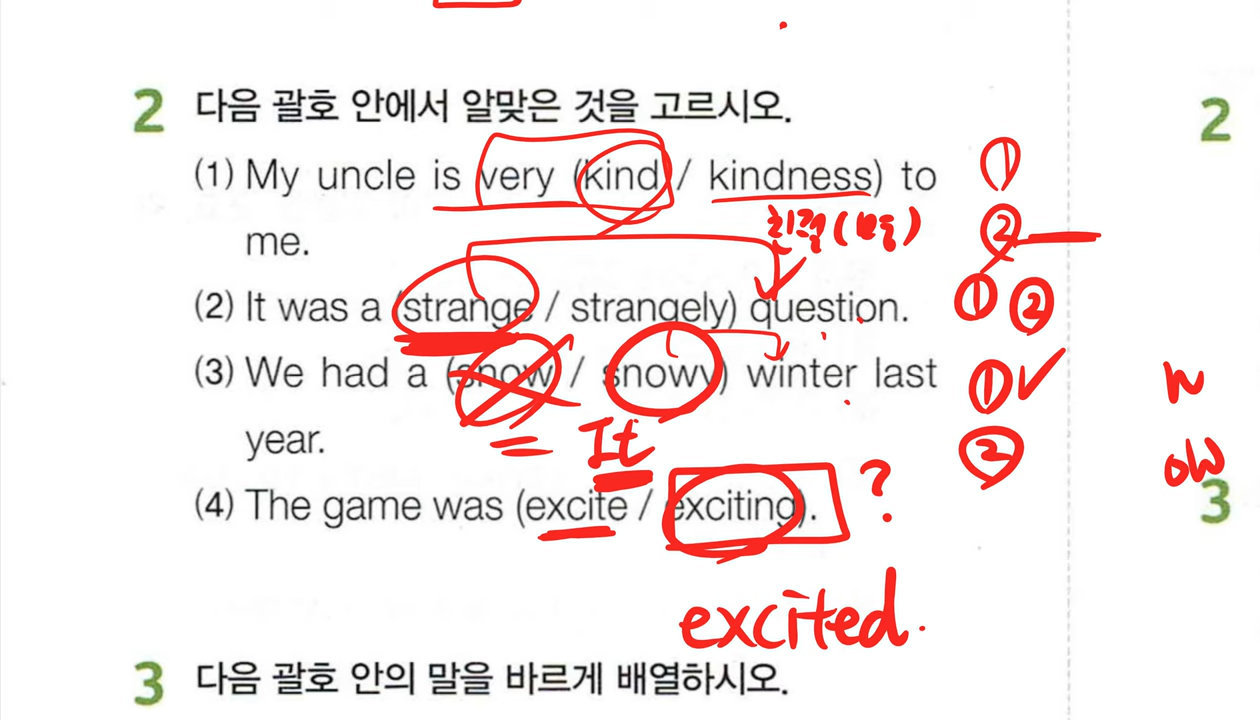 2 다음 괄호 안에서 알맞은 것을 고르시오. 2
(1) My uncle is very (kind / kindness) to ①
친절(보통) ②
me.
(2) It was a (strange / strangely) question. ① ②
(3) We had a (snow / snowy) winter last ①
It ②
year.
(4) The game was (excite / exciting). ? 3
excited.
3 다음 괄호 안의 말을 바르게 배열하시오.